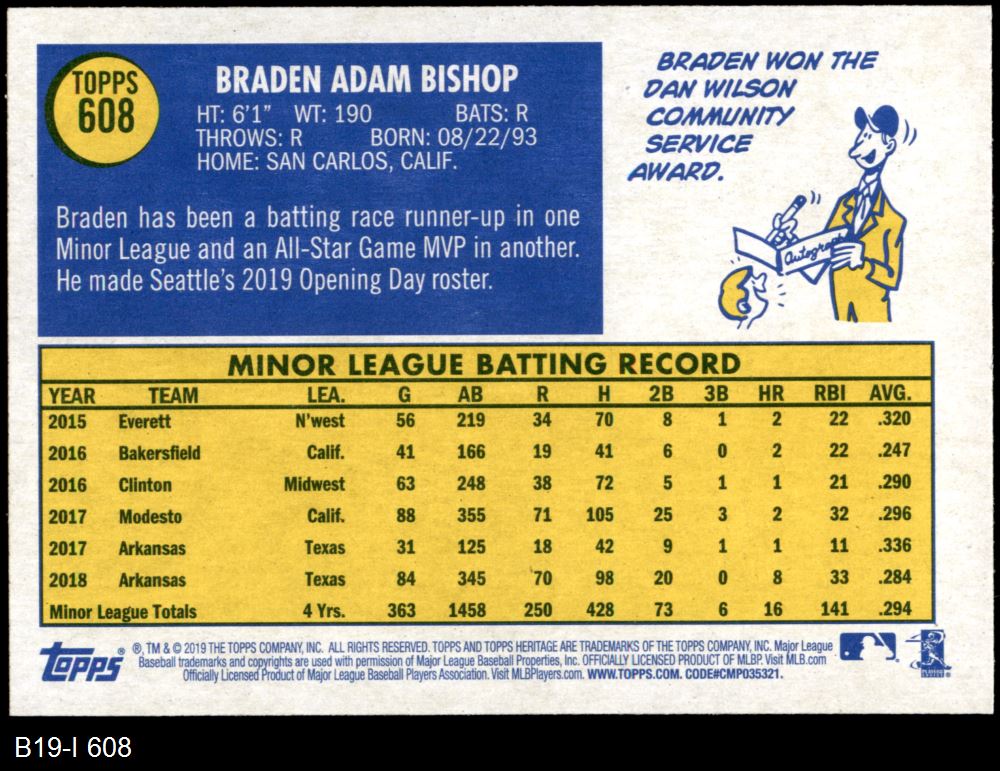 TOPPS
608
BRADEN ADAM BISHOP
HT: 6'1" WT: 190 BATS: R
THROWS: R BORN: 08/22/93
HOME: SAN CARLOS, CALIF.
Braden has been a batting race runner-up in one
Minor League and an All-Star Game MVP in another.
He made Seattle's 2019 Opening Day roster.
BRADEN WON THE
DAN WILSON
COMMUNITY
SERVICE
AWARD.
Autograph
MINOR LEAGUE BATTING RECORD
YEAR TEAM LEA. G AB R H 2B 3B HR RBI AVG.
2015 Everett N'west 56 219 34 70 8 1 2 22 .320
2016 Bakersfield Calif. 41 166 19 41 6 0 2 22 .247
2016 Clinton Midwest 63 248 38 72 5 1 1 21 .290
2017 Modesto Calif. 88 355 71 105 25 3 2 32 .296
2017 Arkansas Texas 31 125 18 42 9 1 1 11 .336
2018 Arkansas Texas 84 345 70 98 20 0 8 33 .284
Minor League Totals 4 Yrs. 363 1458 250 428 73 6 16 141 .294
Topps ® ®, TM & © 2019 THE TOPPS COMPANY, INC. ALL RIGHTS RESERVED. TOPPS AND TOPPS HERITAGE ARE TRADEMARKS OF THE TOPPS COMPANY, INC. Major League
Baseball trademarks and copyrights are used with permission of Major League Baseball Properties, Inc. OFFICIALLY LICENSED PRODUCT OF MLBP. Visit MLB.com
Officially Licensed Product of Major League Baseball Players Association. Visit MLBPlayers.com. WWW.TOPPS.COM. CODE#CMP035321.
B19-I 608